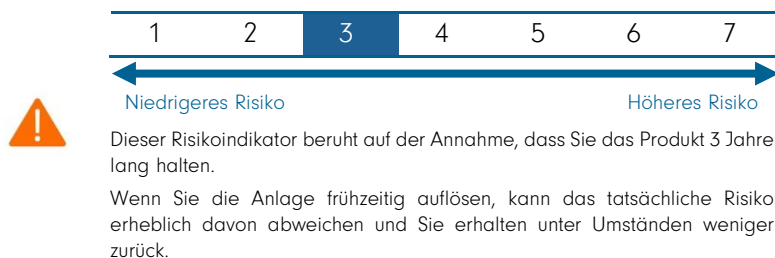 1 2 3 4 5 6 7
Niedrigeres Risiko Höheres Risiko
Dieser Risikoindikator beruht auf der Annahme, dass Sie das Produkt 3 Jahre
lang halten.
Wenn Sie die Anlage frühzeitig auflösen, kann das tatsächliche Risiko
erheblich davon abweichen und Sie erhalten unter Umständen weniger
zurück.